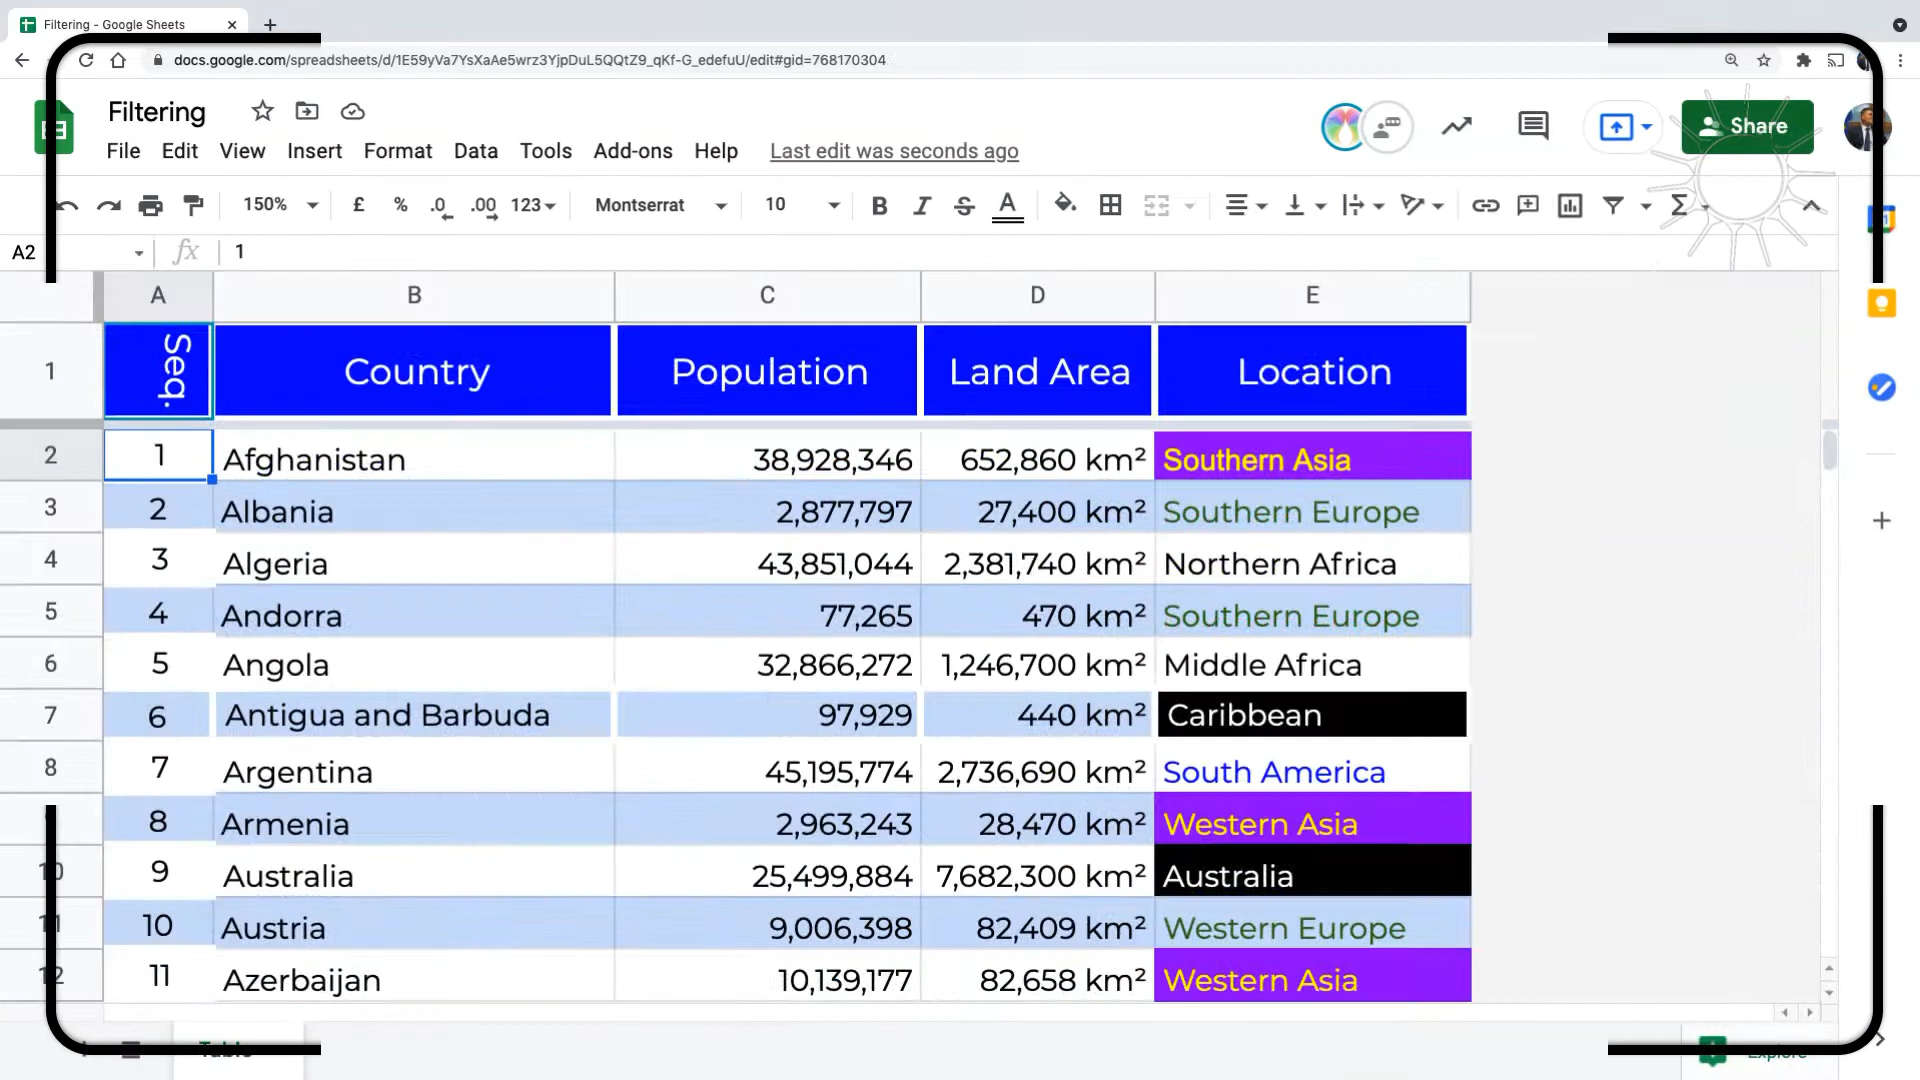 Filtering - Google Sheets
docs.google.com/spreadsheets/d/1E59yVa7YsXaAe5wrz3YjpDuL5QQtZ9_qKf-G_edefuU/edit#gid=768170304
Filtering
File Edit View Insert Format Data Tools Add-ons Help Last edit was seconds ago
Share
150% £ % .0 .00 123 Montserrat 10 B I S A Σ
A2 fx 1
A B C D E
1 Seq. Country Population Land Area Location
2 1 Afghanistan 38,928,346 652,860 km² Southern Asia
3 2 Albania 2,877,797 27,400 km² Southern Europe
4 3 Algeria 43,851,044 2,381,740 km² Northern Africa
5 4 Andorra 77,265 470 km² Southern Europe
6 5 Angola 32,866,272 1,246,700 km² Middle Africa
7 6 Antigua and Barbuda 97,929 440 km² Caribbean
8 7 Argentina 45,195,774 2,736,690 km² South America
8 Armenia 2,963,243 28,470 km² Western Asia
10 9 Australia 25,499,884 7,682,300 km² Australia
11 10 Austria 9,006,398 82,409 km² Western Europe
12 11 Azerbaijan 10,139,177 82,658 km² Western Asia
Table Explore